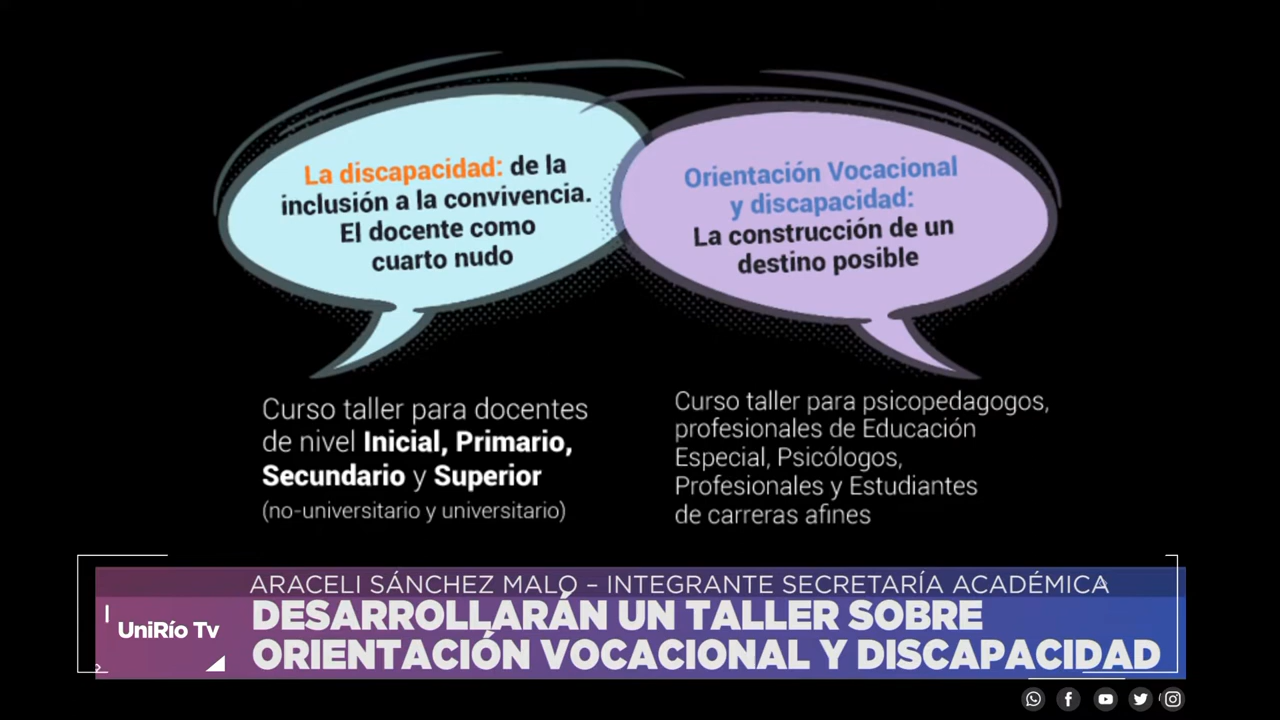 La discapacidad: de la
inclusión a la convivencia.
El docente como
cuarto nudo
Orientación Vocacional
y discapacidad:
La construcción de un
destino posible
Curso taller para docentes
de nivel Inicial, Primario,
Secundario y Superior
(no-universitario y universitario)
Curso taller para psicopedagogos,
profesionales de Educación
Especial, Psicólogos,
Profesionales y Estudiantes
de carreras afines
ARACELI SÁNCHEZ MALO – INTEGRANTE SECRETARÍA ACADÉMICA
DESARROLLARÁN UN TALLER SOBRE
ORIENTACIÓN VOCACIONAL Y DISCAPACIDAD
UniRío Tv